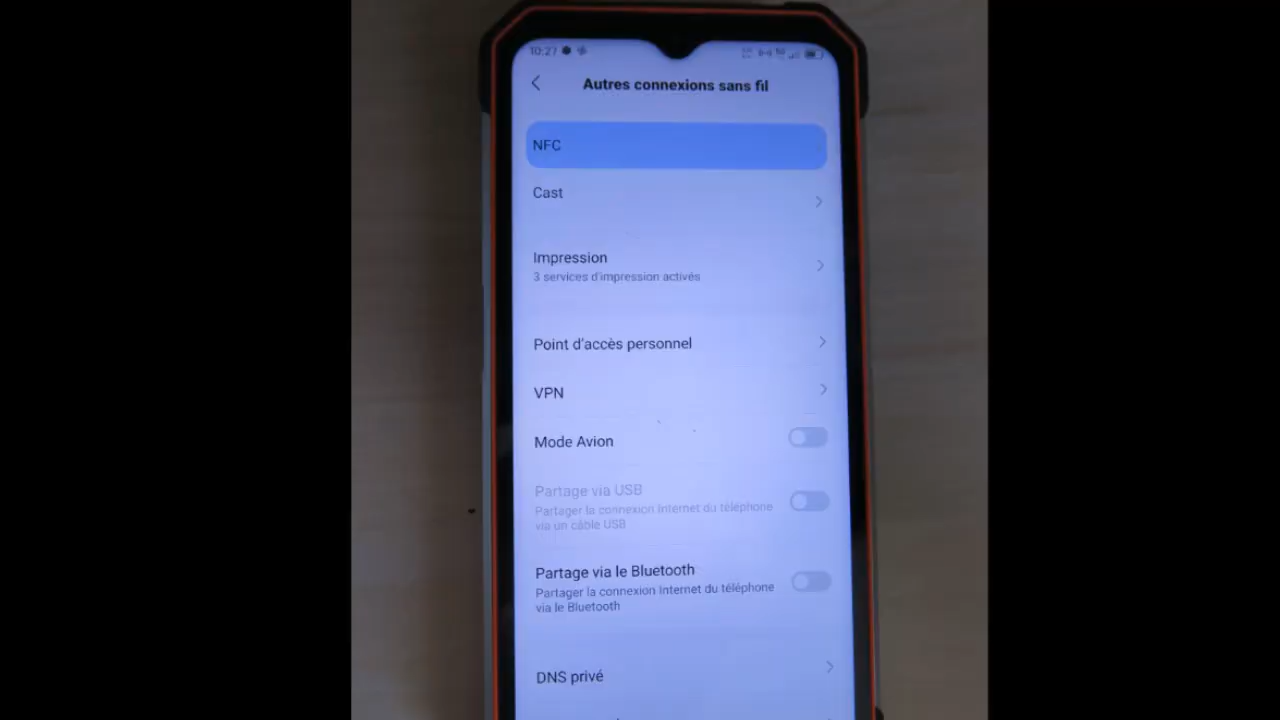 10:27
Autres connexions sans fil
NFC
Cast
Impression
3 services d'impression activés
Point d'accès personnel
VPN
Mode Avion
Partage via USB
Partager la connexion Internet du téléphone
via un câble USB
Partage via le Bluetooth
Partager la connexion Internet du téléphone
via le Bluetooth
DNS privé